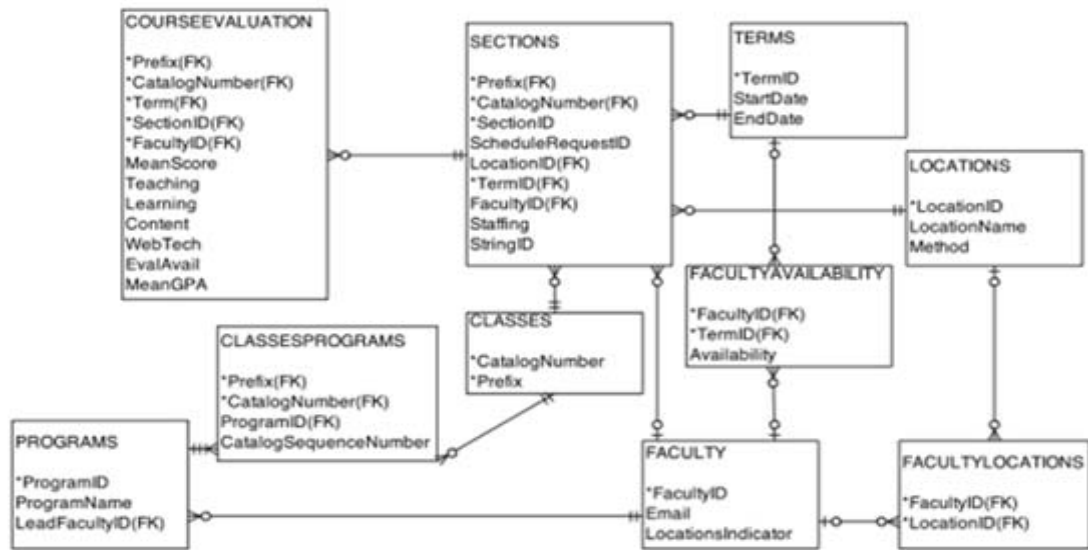 COURSEEVALUATION
*Prefix(FK)
*CatalogNumber(FK)
*Term(FK)
*SectionID(FK)
*FacultyID(FK)
MeanScore
Teaching
Learning
Content
WebTech
EvalAvail
MeanGPA
SECTIONS
*Prefix(FK)
*CatalogNumber(FK)
*SectionID
ScheduleRequestID
LocationID(FK)
*TermID(FK)
FacultyID(FK)
Staffing
StringID
TERMS
*TermID
StartDate
EndDate
LOCATIONS
*LocationID
LocationName
Method
FACULTYAVAILABILITY
*FacultyID(FK)
*TermID(FK)
Availability
CLASSES
*CatalogNumber
*Prefix
CLASSESPROGRAMS
*Prefix(FK)
*CatalogNumber(FK)
ProgramID(FK)
CatalogSequenceNumber
PROGRAMS
*ProgramID
ProgramName
LeadFacultyID(FK)
FACULTY
*FacultyID
Email
LocationsIndicator
FACULTYLOCATIONS
*FacultyID(FK)
*LocationID(FK)